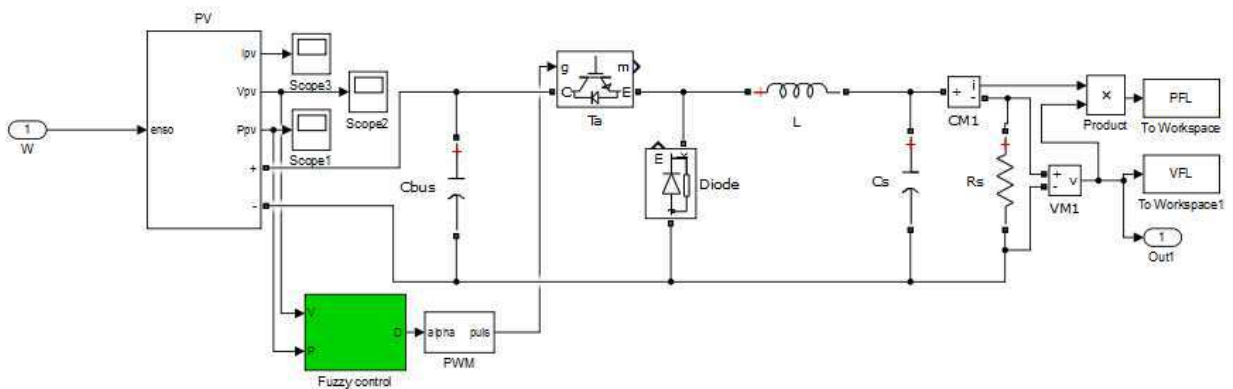 PV
Ipv
Scope3
Vpv
Scope2
Ppv
Scope1
1
W
enso
+
-
Cbus
g
m
C
E
Ta
E
Diode
L
Cs
+
i
-
CM1
Rs
×
Product
PFL
To Workspace
+
-
v
VM1
VFL
To Workspace1
1
Out1
V
P
D
Fuzzy control
alpha
puls
PWM